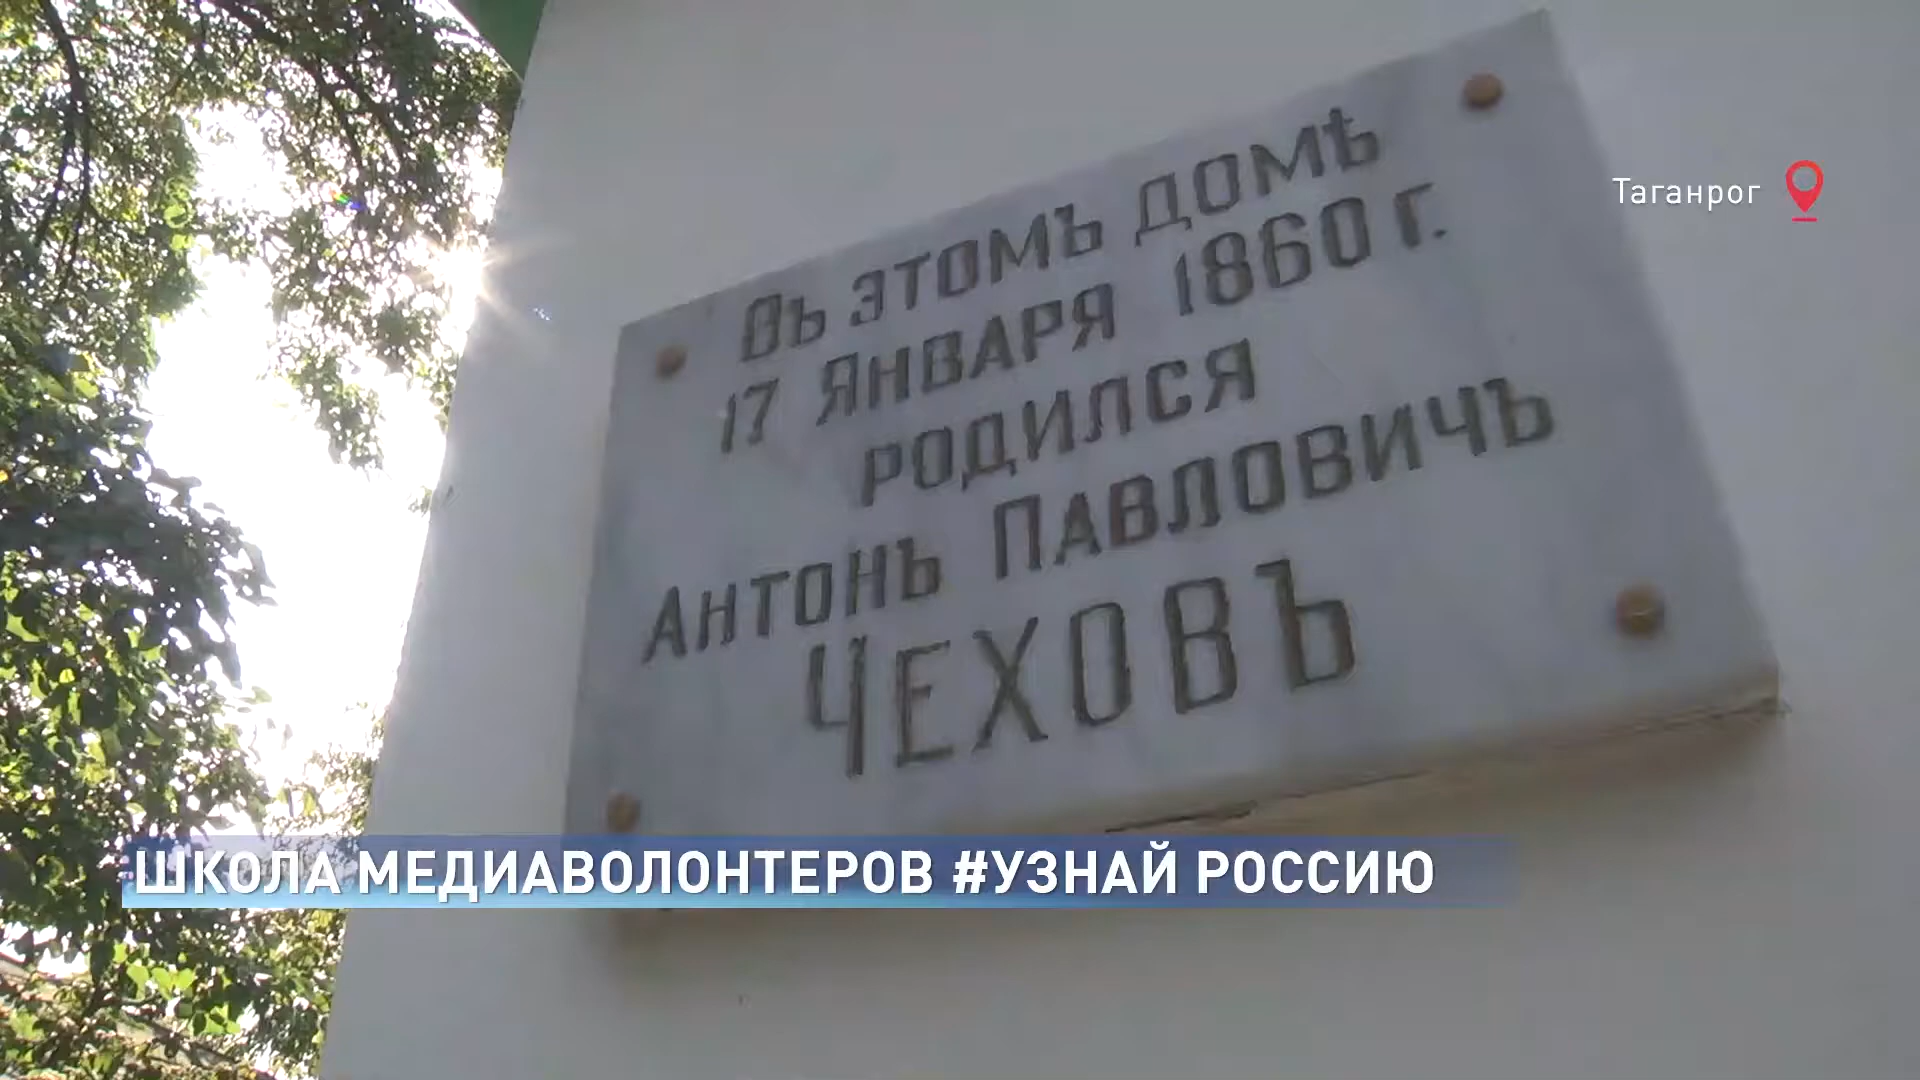 Въ этомъ домѣ
17 Января 1860 г.
родился
Антонъ Павловичъ
ЧЕХОВЪ
Таганрог
ШКОЛА МЕДИАВОЛОНТЕРОВ #УЗНАЙ РОССИЮ